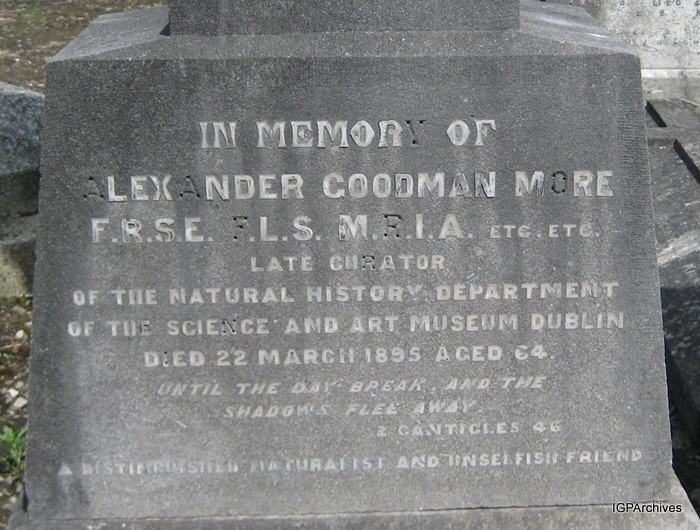 IN MEMORY OF
ALEXANDER GOODMAN MORE
F.R.S.E. F.L.S. M.R.I.A. ETC. ETC.
LATE CURATOR
OF THE NATURAL HISTORY DEPARTMENT
OF THE SCIENCE AND ART MUSEUM DUBLIN
DIED 22 MARCH 1895 AGED 64.
UNTIL THE DAY BREAK, AND THE
SHADOWS FLEE AWAY
2 CANTICLES 46
A DISTINGUISHED NATURALIST AND UNSELFISH FRIEND
IGPArchives